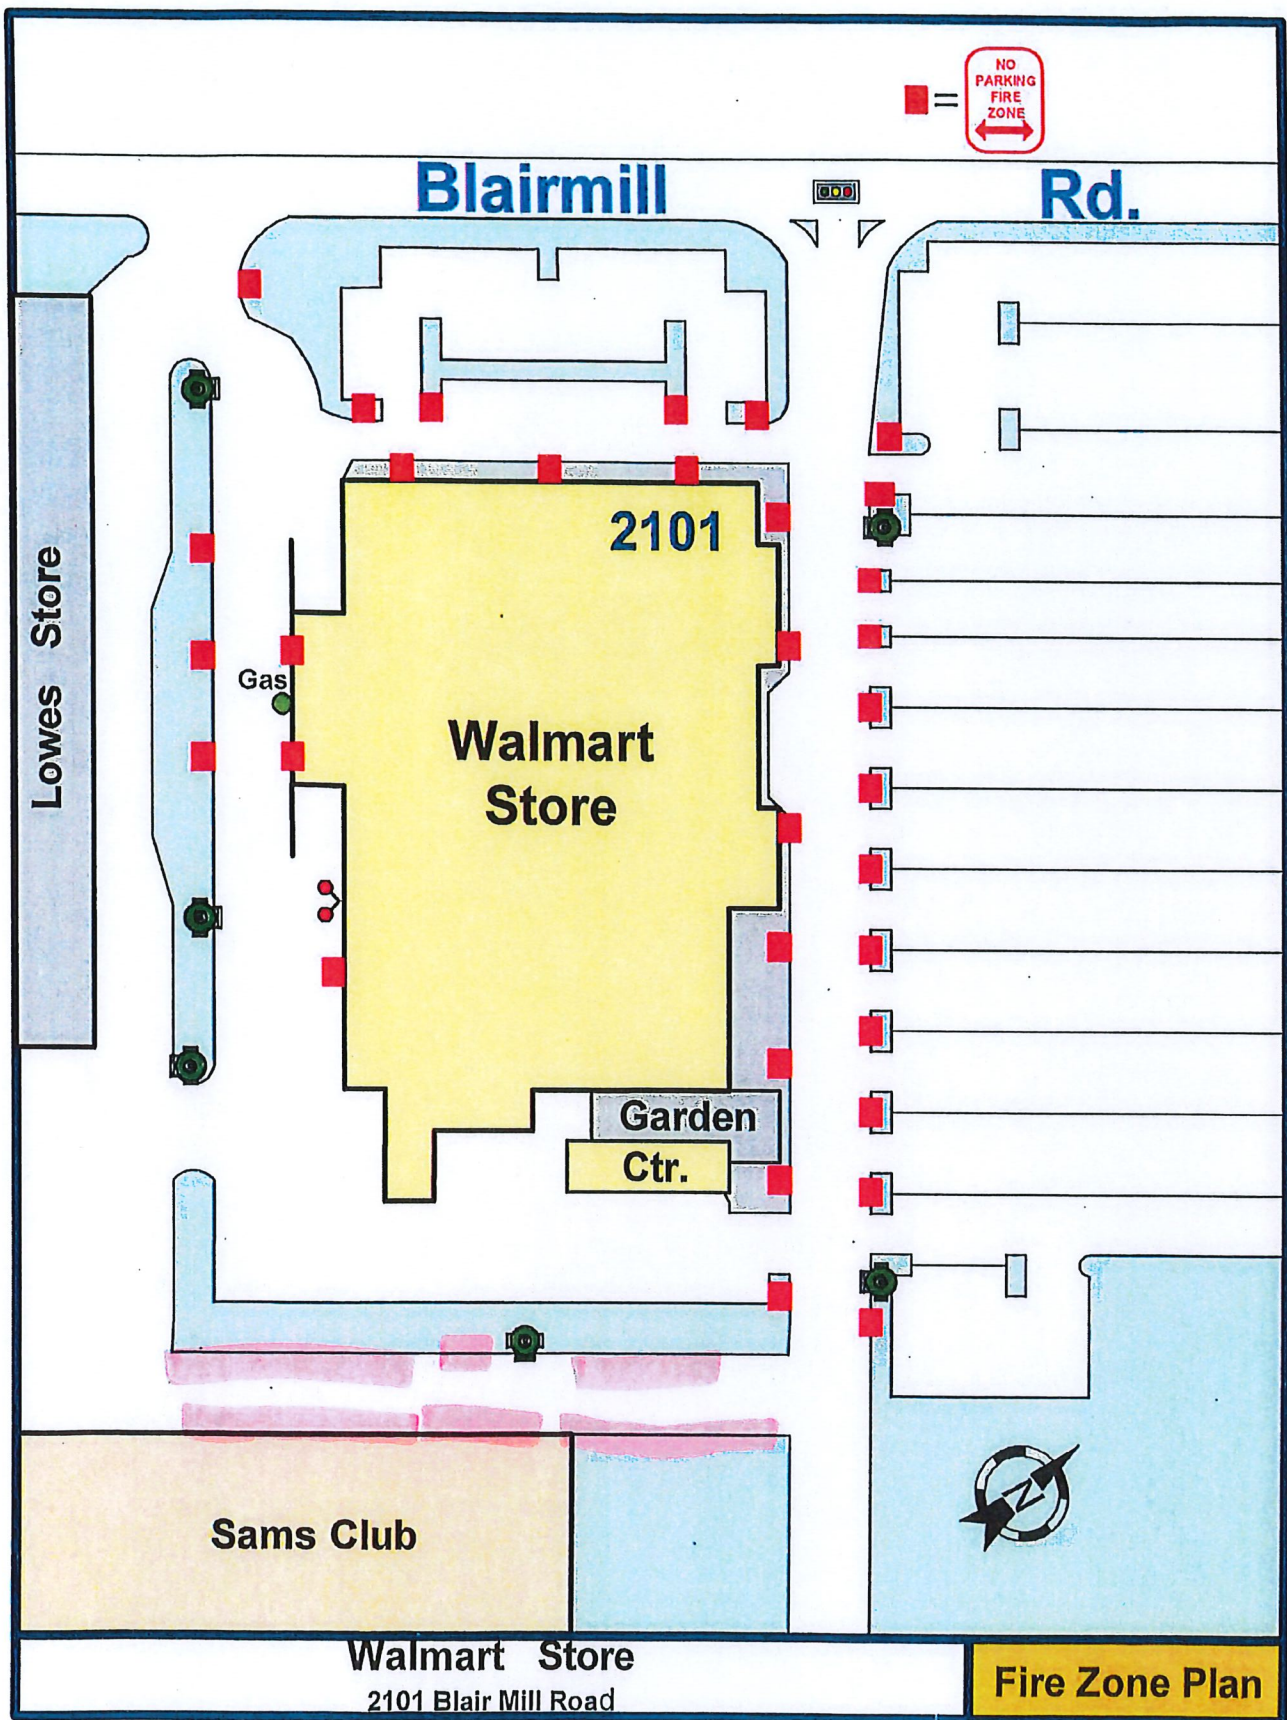 NO
PARKING
FIRE
ZONE
=
Blairmill Rd.
2101
Lowes Store
Gas
Walmart
Store
Garden
Ctr.
N
Sams Club
Walmart Store
2101 Blair Mill Road
Fire Zone Plan